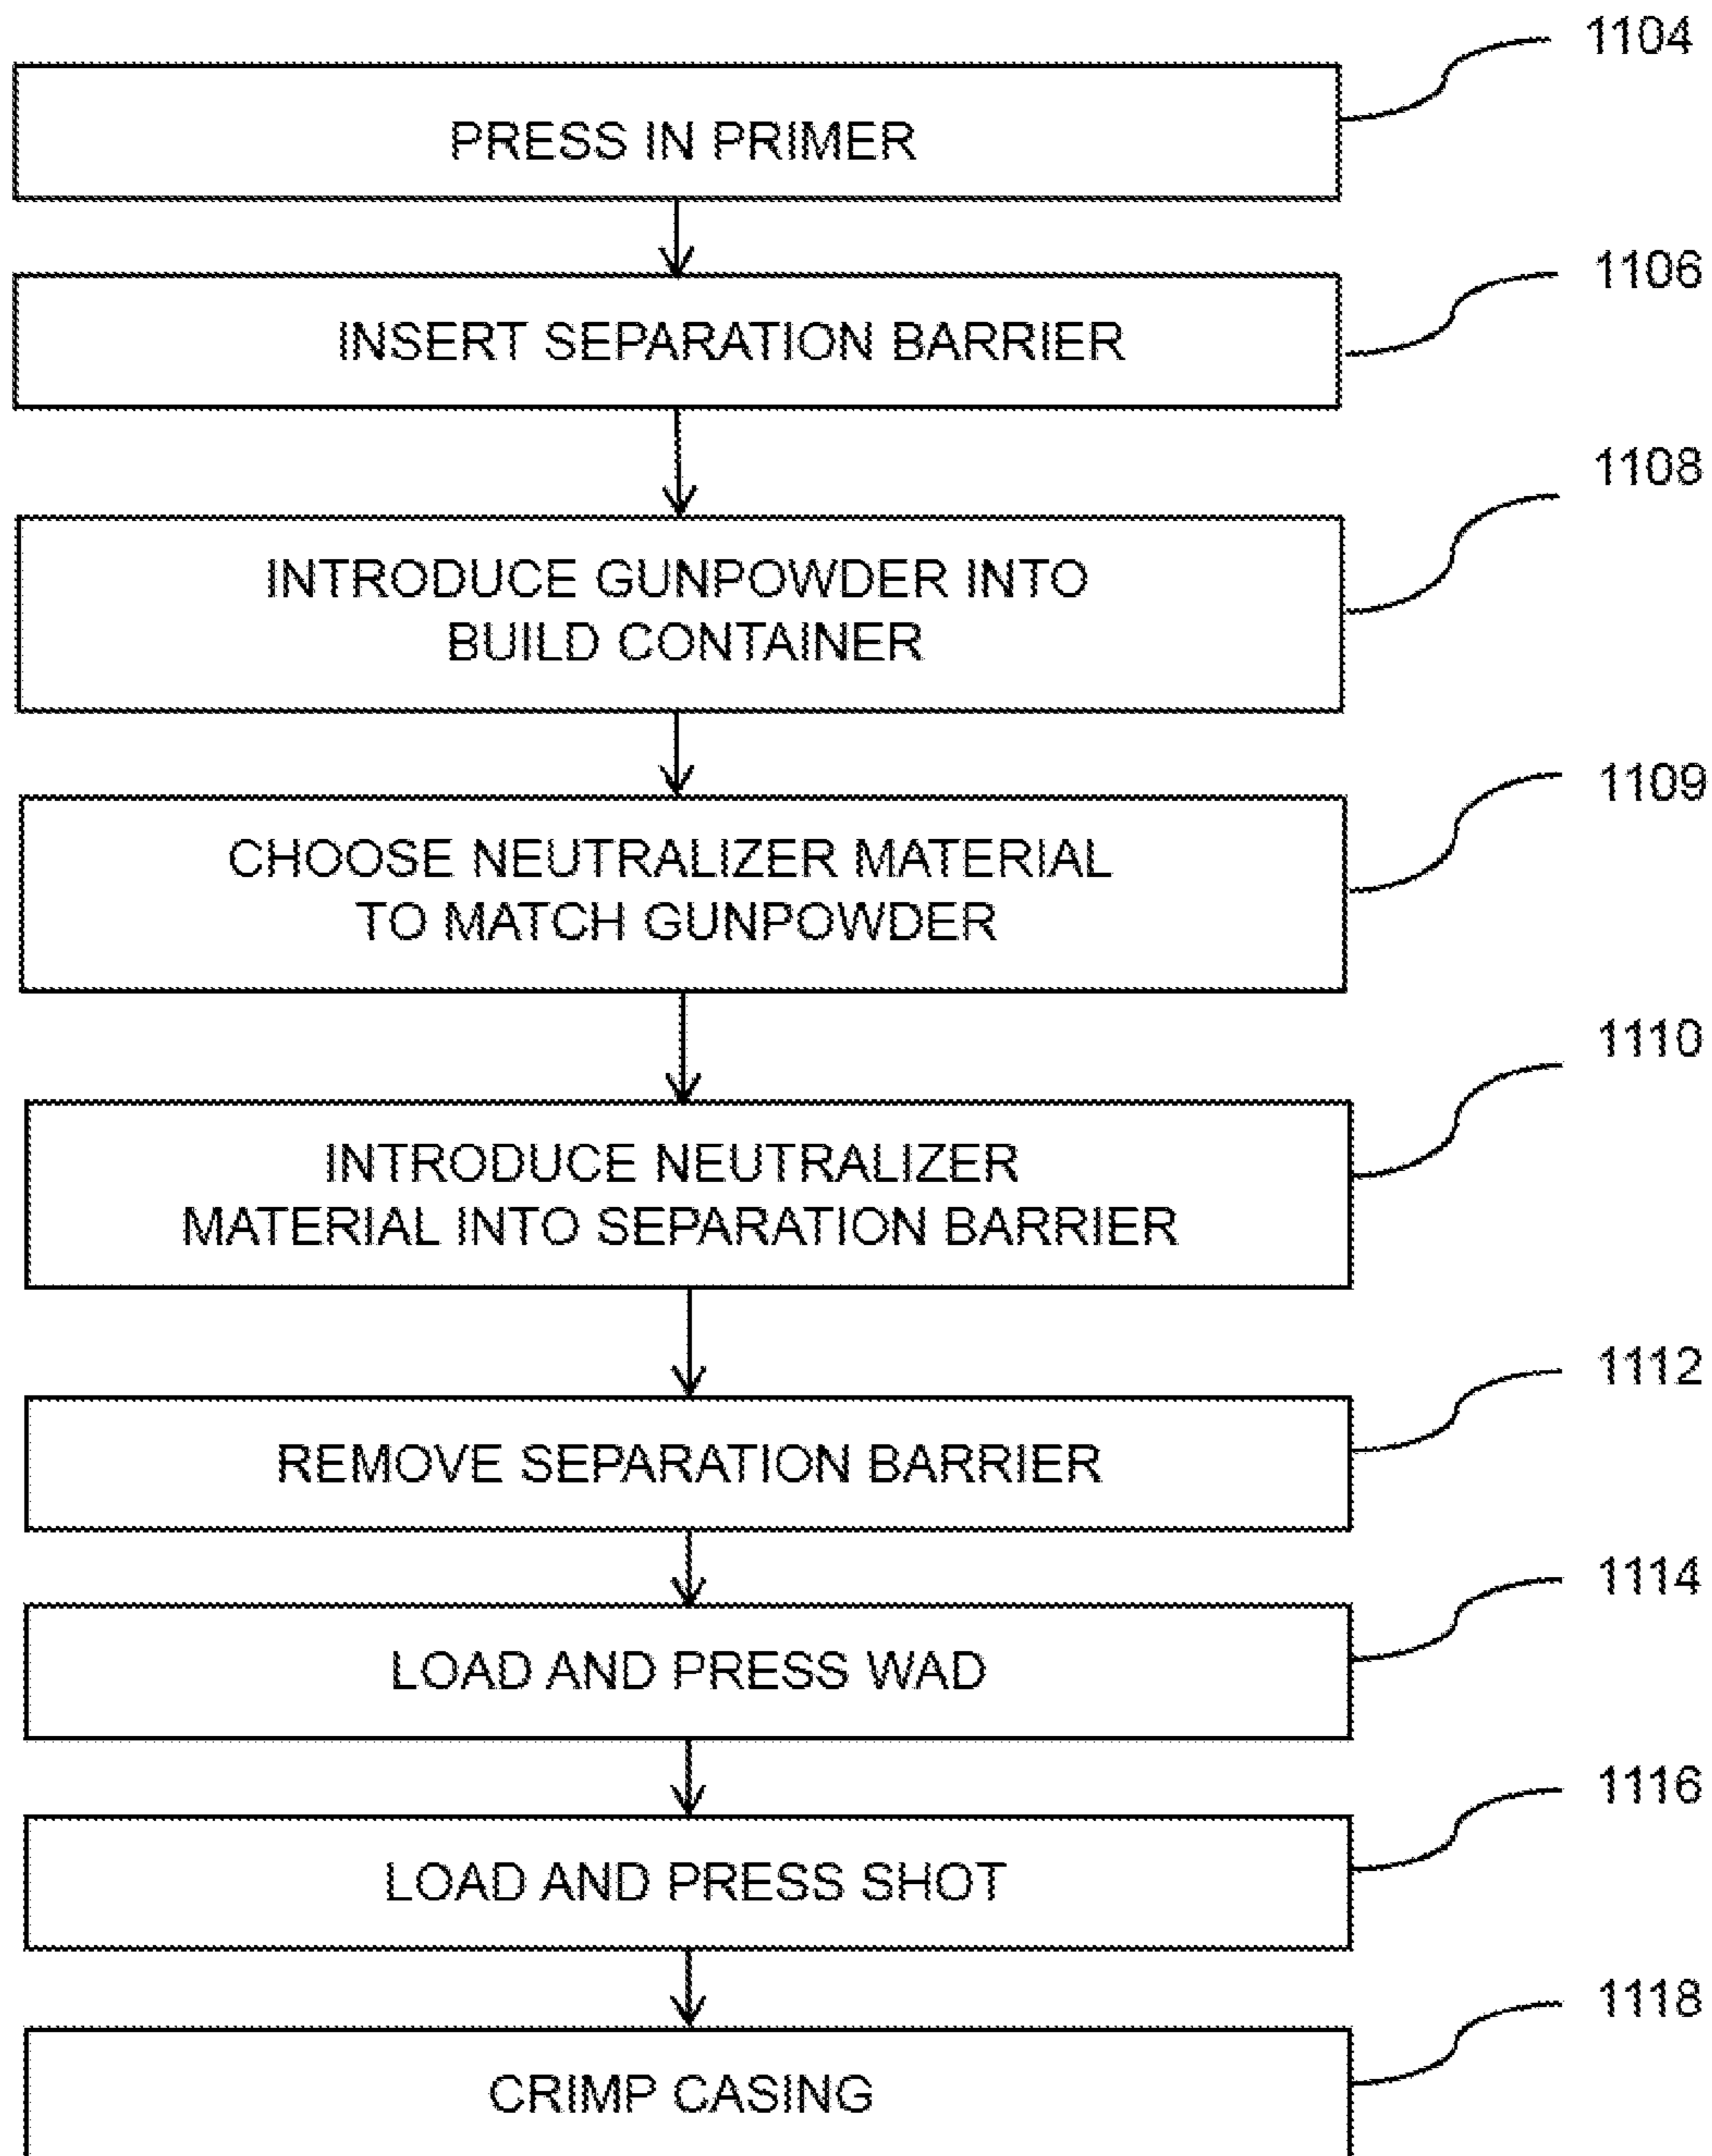 1104
PRESS IN PRIMER
1106
INSERT SEPARATION BARRIER
1108
INTRODUCE GUNPOWDER INTO
BUILD CONTAINER
1109
CHOOSE NEUTRALIZER MATERIAL
TO MATCH GUNPOWDER
1110
INTRODUCE NEUTRALIZER
MATERIAL INTO SEPARATION BARRIER
1112
REMOVE SEPARATION BARRIER
1114
LOAD AND PRESS WAD
1116
LOAD AND PRESS SHOT
1118
CRIMP CASING